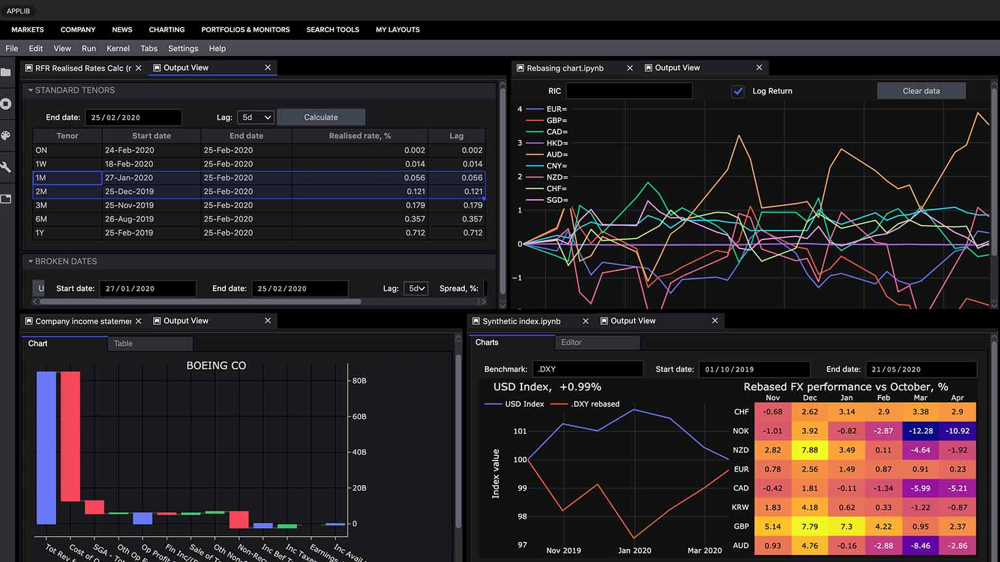 APPLIB
MARKETS COMPANY NEWS CHARTING PORTFOLIOS & MONITORS SEARCH TOOLS MY LAYOUTS
File Edit View Run Kernel Tabs Settings Help
RFR Realised Rates Calc (r Output View
STANDARD TENORS
End date: 25/02/2020 Lag: 5d Calculate
Tenor Start date End date Realised rate, % Lag
ON 24-Feb-2020 25-Feb-2020 0.002 0.002
1W 18-Feb-2020 25-Feb-2020 0.014 0.014
1M 27-Jan-2020 25-Feb-2020 0.056 0.056
2M 25-Dec-2019 25-Feb-2020 0.121 0.121
3M 25-Nov-2019 25-Feb-2020 0.179 0.179
6M 26-Aug-2019 25-Feb-2020 0.357 0.357
1Y 25-Feb-2019 25-Feb-2020 0.712 0.712
BROKEN DATES
U Start date: 27/01/2020 End date: 25/02/2020 Lag: 5d Spread, %:
Rebasing chart.ipynb Output View
RIC Log Return Clear data
4
3
2
1
0
−1
EUR=
GBP=
CAD=
HKD=
AUD=
CNY=
NZD=
CHF=
SGD=
Company income statemer Output View
Chart Table
BOEING CO
80B
60B
40B
20B
0
Tot Rev
Cost of
SGA - Tot
Oth Op
Op Profit
Fin Inc/(
Sale of T
Oth Non-
Non-Rec
Inc Bef T
Inc Taxe
Earnings
Inc Avai
Synthetic index.ipynb Output View
Charts Editor
Benchmark: .DXY Start date: 01/10/2019 End date: 21/05/2020
USD Index, +0.99%
USD Index .DXY rebased
Index value
101
100
99
98
97
Nov 2019 Jan 2020 Mar 2020
Rebased FX performance vs October, %
Nov Dec Jan Feb Mar Apr
CHF -0.68 2.62 3.14 2.9 3.38 2.9
NOK -1.01 3.92 -0.82 -2.87 -12.28 -10.92
NZD 2.82 7.88 3.49 0.11 -4.64 -1.92
EUR 0.78 2.56 1.49 0.87 0.91 0.23
CAD -0.42 1.81 -0.11 -1.34 -5.99 -5.21
KRW 1.83 4.18 0.62 0.33 -1.22 -0.87
GBP 5.14 7.79 7.3 4.22 0.95 2.37
AUD 0.93 4.76 -0.16 -2.88 -8.46 -2.86